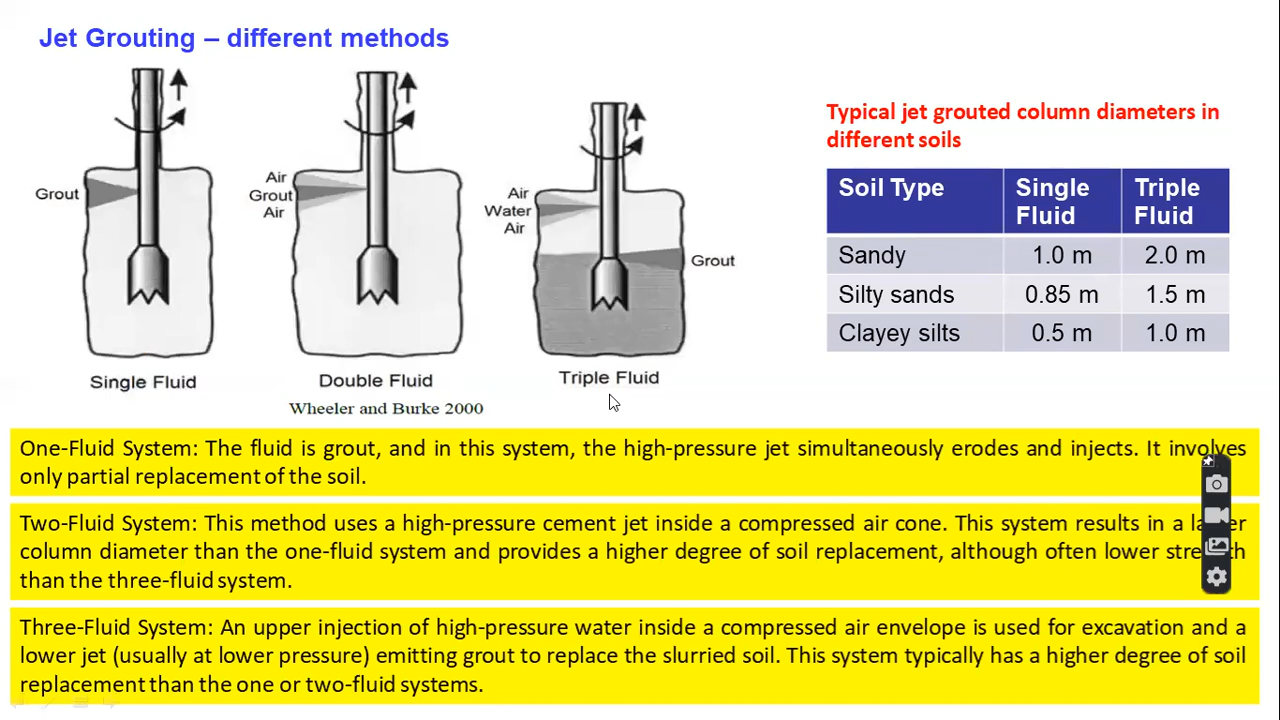 Jet Grouting – different methods
Grout
Single Fluid
Air
Grout
Air
Double Fluid
Wheeler and Burke 2000
Air
Water
Air
Grout
Triple Fluid
Typical jet grouted column diameters in
different soils
Soil Type Single Fluid Triple Fluid
Sandy 1.0 m 2.0 m
Silty sands 0.85 m 1.5 m
Clayey silts 0.5 m 1.0 m
One-Fluid System: The fluid is grout, and in this system, the high-pressure jet simultaneously erodes and injects. It involves
only partial replacement of the soil.
Two-Fluid System: This method uses a high-pressure cement jet inside a compressed air cone. This system results in a
column diameter than the one-fluid system and provides a higher degree of soil replacement, although often lower
than the three-fluid system.
Three-Fluid System: An upper injection of high-pressure water inside a compressed air envelope is used for excavation and a
lower jet (usually at lower pressure) emitting grout to replace the slurried soil. This system typically has a higher degree of soil
replacement than the one or two-fluid systems.